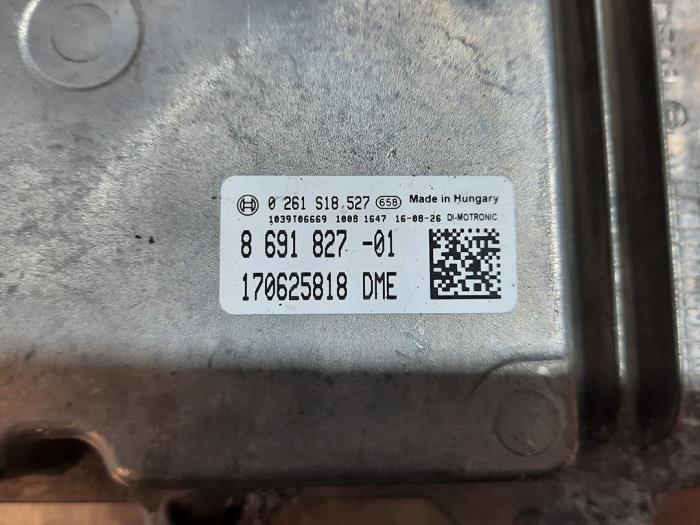 0 261 S18.527 658 Made in Hungary
1039T06669 1008 1647 16-08-26 DI-MOTRONIC
8 691 827 -01
170625818 DME